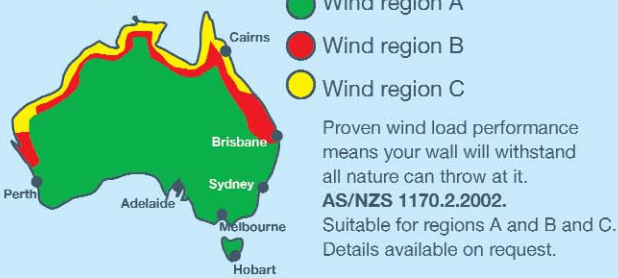 Wind region A
Cairns
Wind region B
Wind region C
Proven wind load performance
means your wall will withstand
all nature can throw at it.
AS/NZS 1170.2.2002.
Suitable for regions A and B and C.
Details available on request.
Brisbane
Perth
Adelaide
Sydney
Melbourne
Hobart